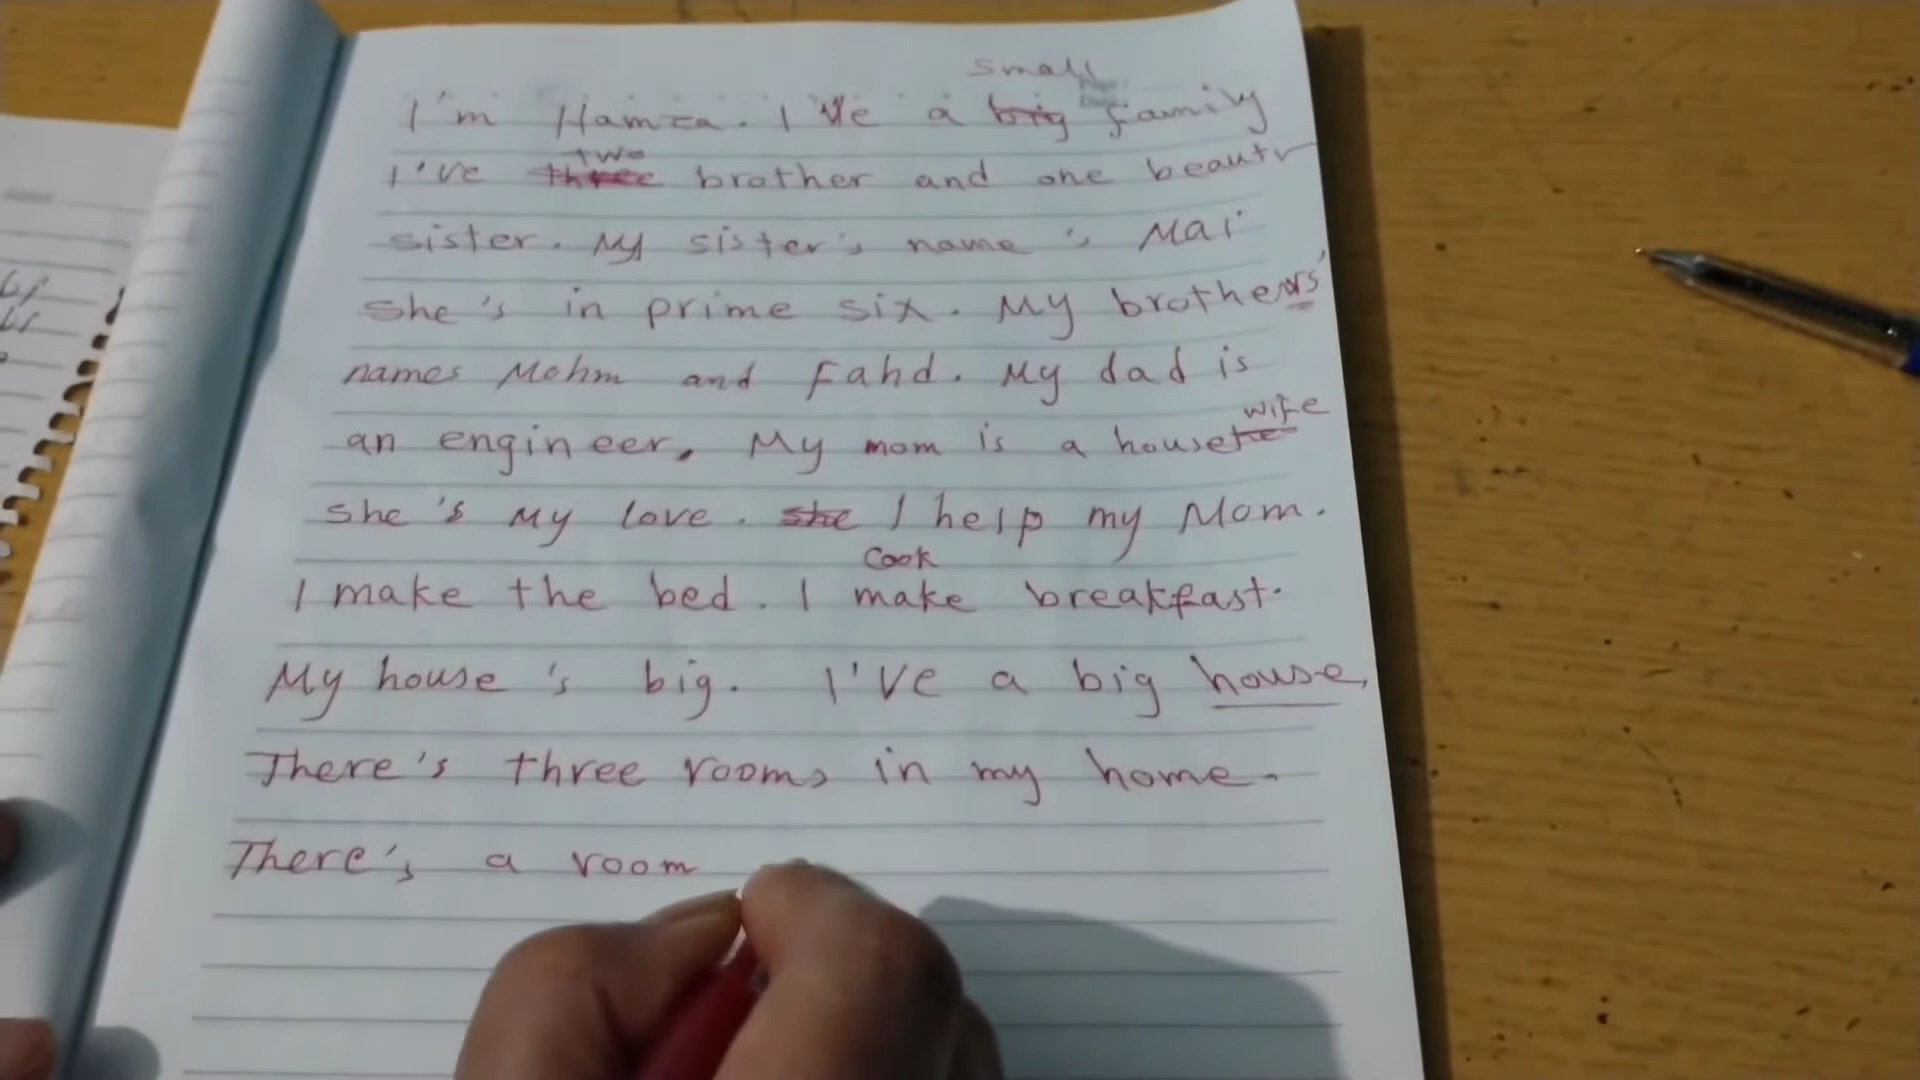 small
I'm Hamza. I've a big family
two
I've three brother and one beauty
sister. My sister's name's Mai
she's in prime six. My brothers'
names Mohm and Fahd. My dad is
wife
an engineer. My mom is a house
she's My love. she I help my Mom.
cook
I make the bed. I make breakfast.
My house's big. I've a big house,
There's three rooms in my home.
There's a room